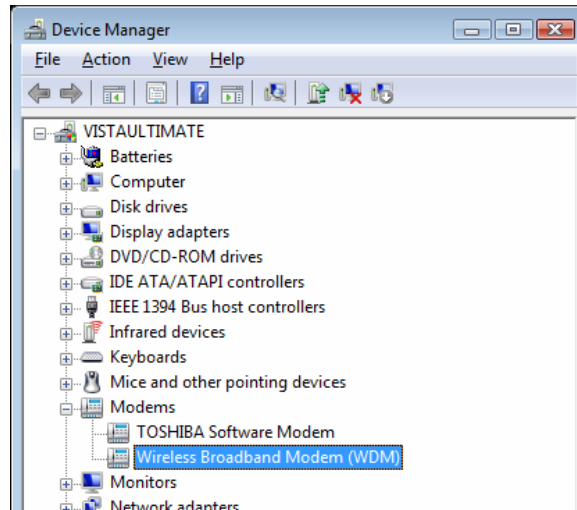 Device Manager
File Action View Help
VISTAULTIMATE
Batteries
Computer
Disk drives
Display adapters
DVD/CD-ROM drives
IDE ATA/ATAPI controllers
IEEE 1394 Bus host controllers
Infrared devices
Keyboards
Mice and other pointing devices
Modems
TOSHIBA Software Modem
Wireless Broadband Modem (WDM)
Monitors
Network adapters